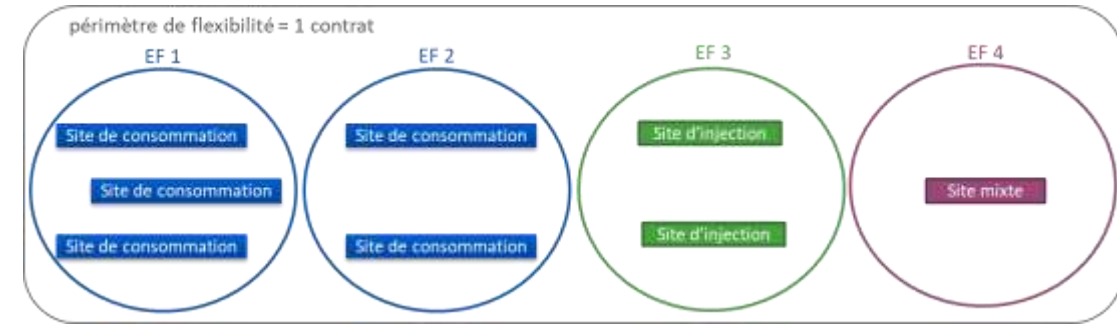 périmètre de flexibilité = 1 contrat
EF 1
EF 2
EF 3
EF 4
Site de consommation
Site de consommation
Site d'injection
Site de consommation
Site mixte
Site de consommation
Site de consommation
Site d'injection